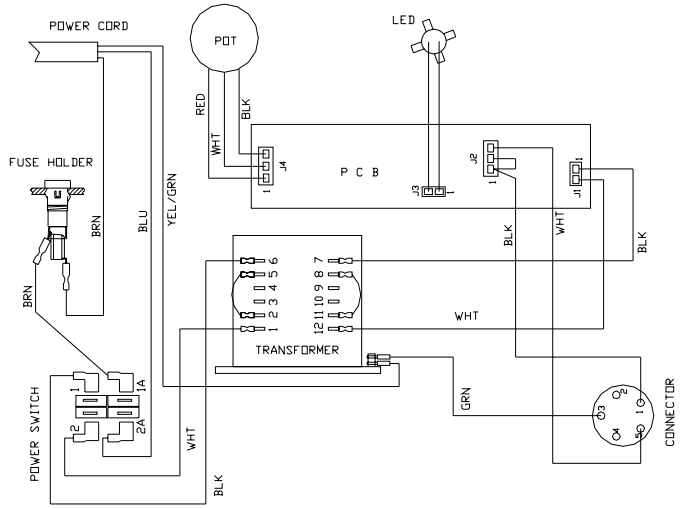 POWER CORD
POT
LED
RED
WHT
BLK
J4
1
P C B
J3
1
J2
1
1
J1
FUSE HOLDER
BRN
BLU
YEL/GRN
BLK
WHT
BLK
BRN
6 7
5 8
4 9
3 10
2 11
1 12
TRANSFORMER
WHT
GRN
POWER SWITCH
1
1A
2
2A
WHT
BLK
2
3
1
4
5
CONNECTOR